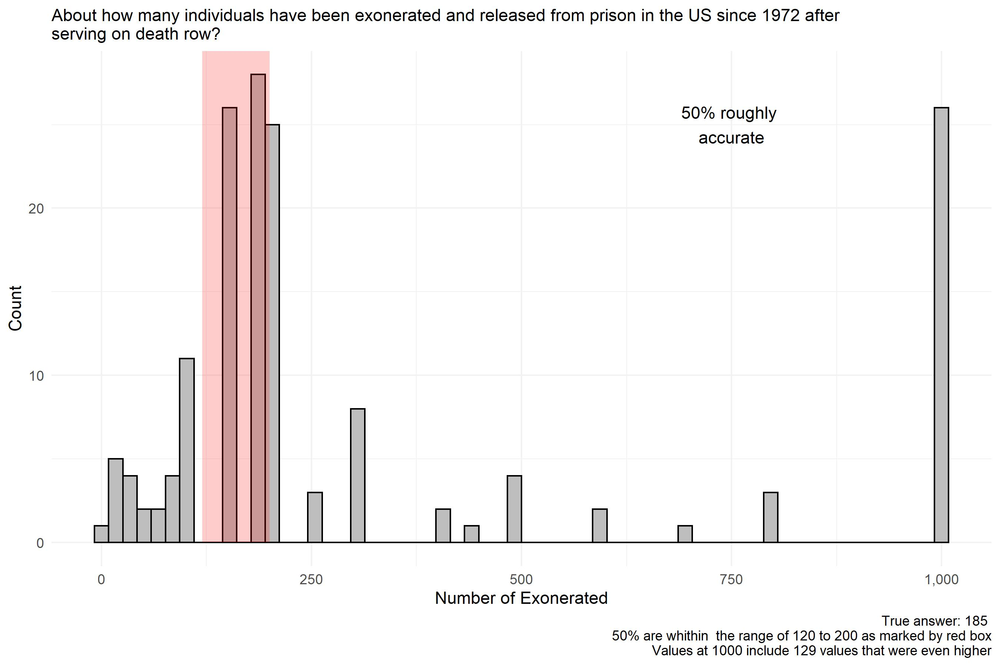 About how many individuals have been exonerated and released from prison in the US since 1972 after
serving on death row?
50% roughly
accurate
20
10
0
Count
0 250 500 750 1,000
Number of Exonerated
True answer: 185
50% are whithin  the range of 120 to 200 as marked by red box
Values at 1000 include 129 values that were even higher